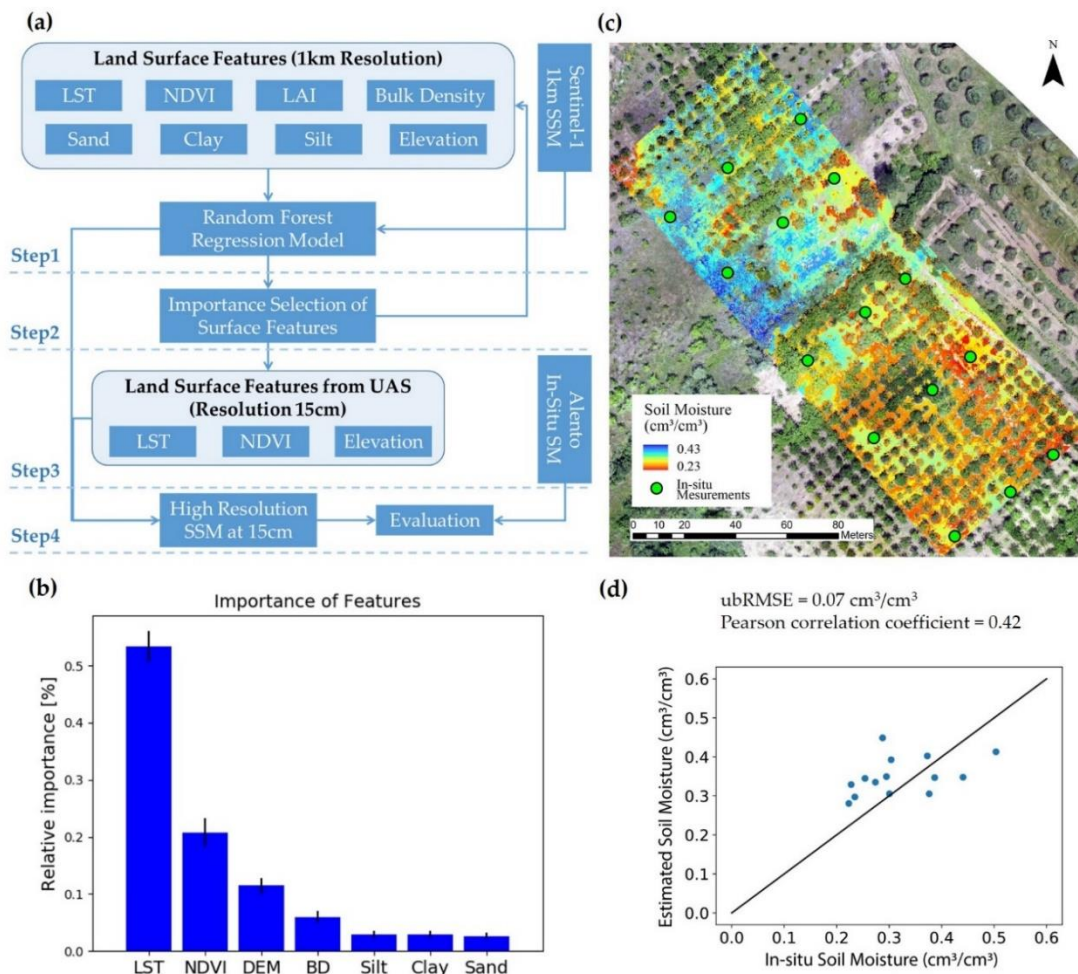 (a)
Land Surface Features (1km Resolution)
LST
NDVI
LAI
Bulk Density
Sand
Clay
Silt
Elevation
Sentinel-1
1km SSM
Random Forest
Regression Model
Step1
Importance Selection of
Surface Features
Step2
Land Surface Features from UAS
(Resolution 15cm)
LST
NDVI
Elevation
Alento
In-Situ SM
Step3
High Resolution
SSM at 15cm
Evaluation
Step4
(c)
N
Soil Moisture
(cm³/cm³)
0.43
0.23
In-situ
Mesurements
0 10 20 40 60 80
Meters
(b)
Importance of Features
Relative importance [%]
0.5
0.4
0.3
0.2
0.1
0.0
LST NDVI DEM BD Silt Clay Sand
(d)
ubRMSE = 0.07 cm³/cm³
Pearson correlation coefficient = 0.42
Estimated Soil Moisture (cm³/cm³)
0.6
0.5
0.4
0.3
0.2
0.1
0.0
0.0 0.1 0.2 0.3 0.4 0.5 0.6
In-situ Soil Moisture (cm³/cm³)